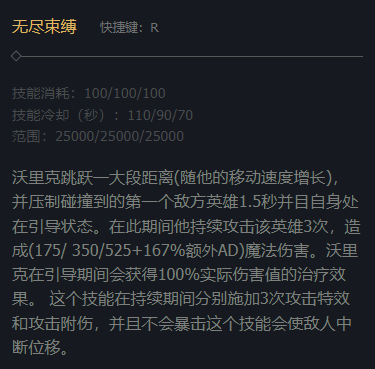 无尽束缚 快捷键：R
技能消耗：100/100/100
技能冷却（秒）：110/90/70
范围：25000/25000/25000
沃里克跳跃一大段距离(随他的移动速度增长)，
并压制碰撞到的第一个敌方英雄1.5秒并目自身处
在引导状态。在此期间他持续攻击该英雄3次，造
成(175/ 350/525+167%额外AD)魔法伤害。沃里
克在引导期间会获得100%实际伤害值的治疗效
果。 这个技能在持续期间分别施加3次攻击特效
和攻击附伤，并且不会暴击这个技能会使敌人中
断位移。